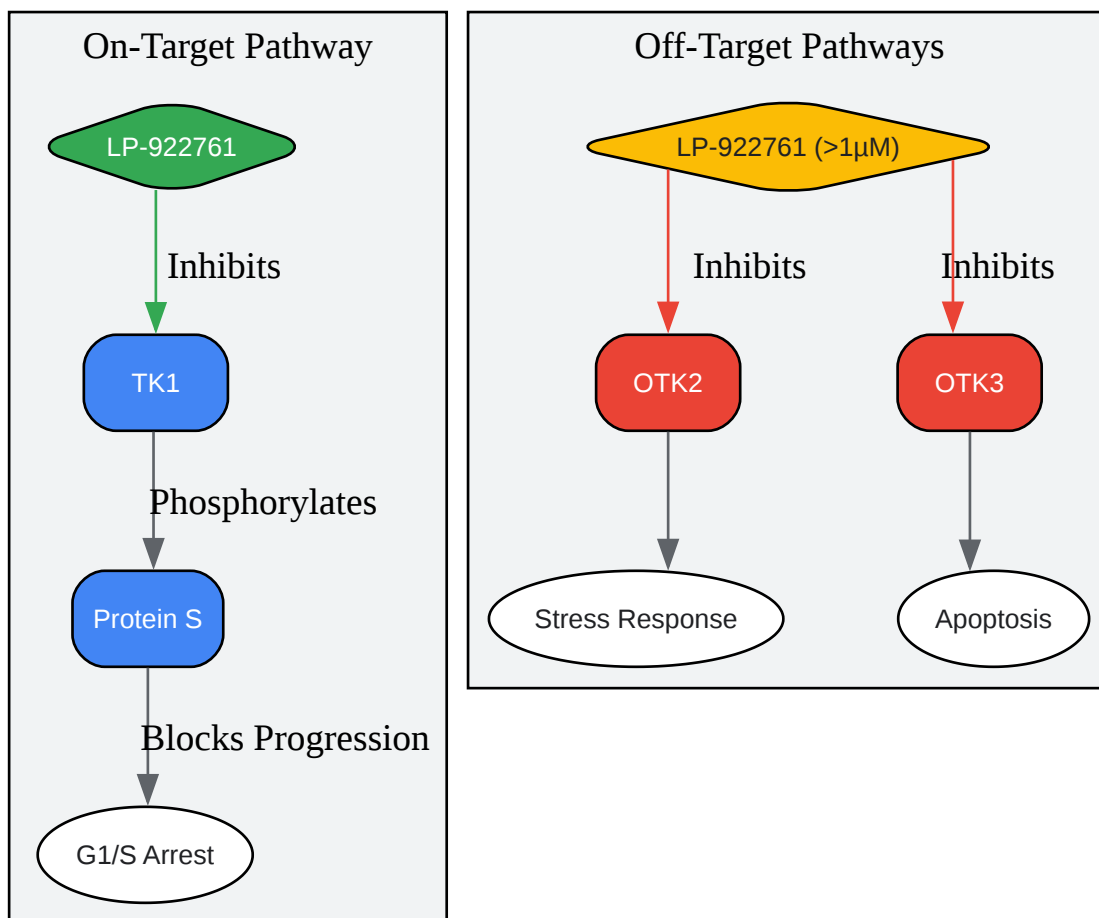 On-Target Pathway
LP-922761
Inhibits
TK1
Phosphorylates
Protein S
Blocks Progression
G1/S Arrest
Off-Target Pathways
LP-922761 (>1µM)
Inhibits
Inhibits
OTK2
OTK3
Stress Response
Apoptosis